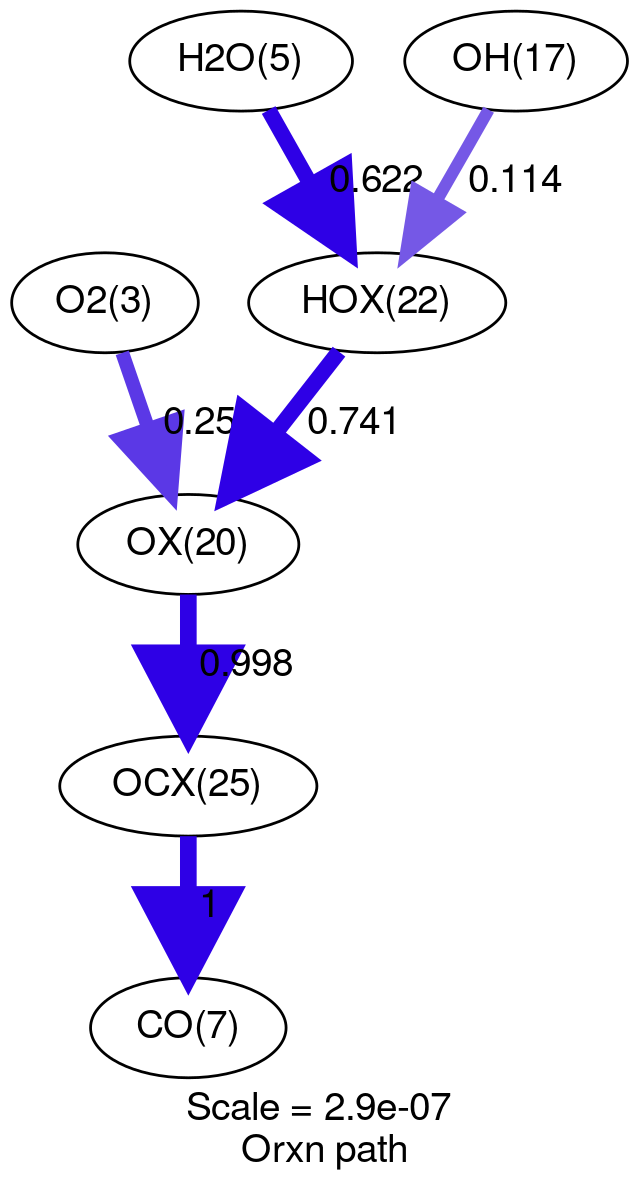 H2O(5)
OH(17)
0.622
0.114
O2(3)
HOX(22)
0.25
0.741
OX(20)
0.998
OCX(25)
1
CO(7)
Scale = 2.9e-07
Orxn path